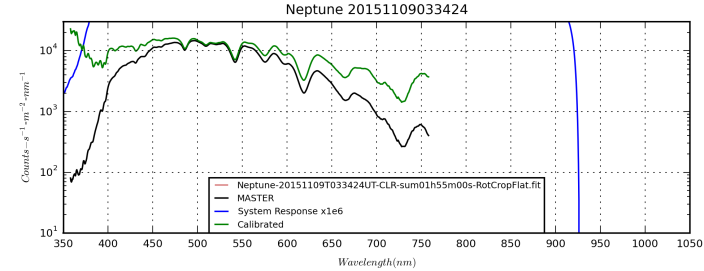 Neptune 20151109033424
10⁴
10³
10²
10¹
Counts−s⁻¹-m⁻²-nm⁻¹
350 400 450 500 550 600 650 700 750 800 850 900 950 1000 1050
Wavelength(nm)
Neptune-20151109T033424UT-CLR-sum01h55m00s-RotCropFlat.fit
MASTER
System Response x1e6
Calibrated